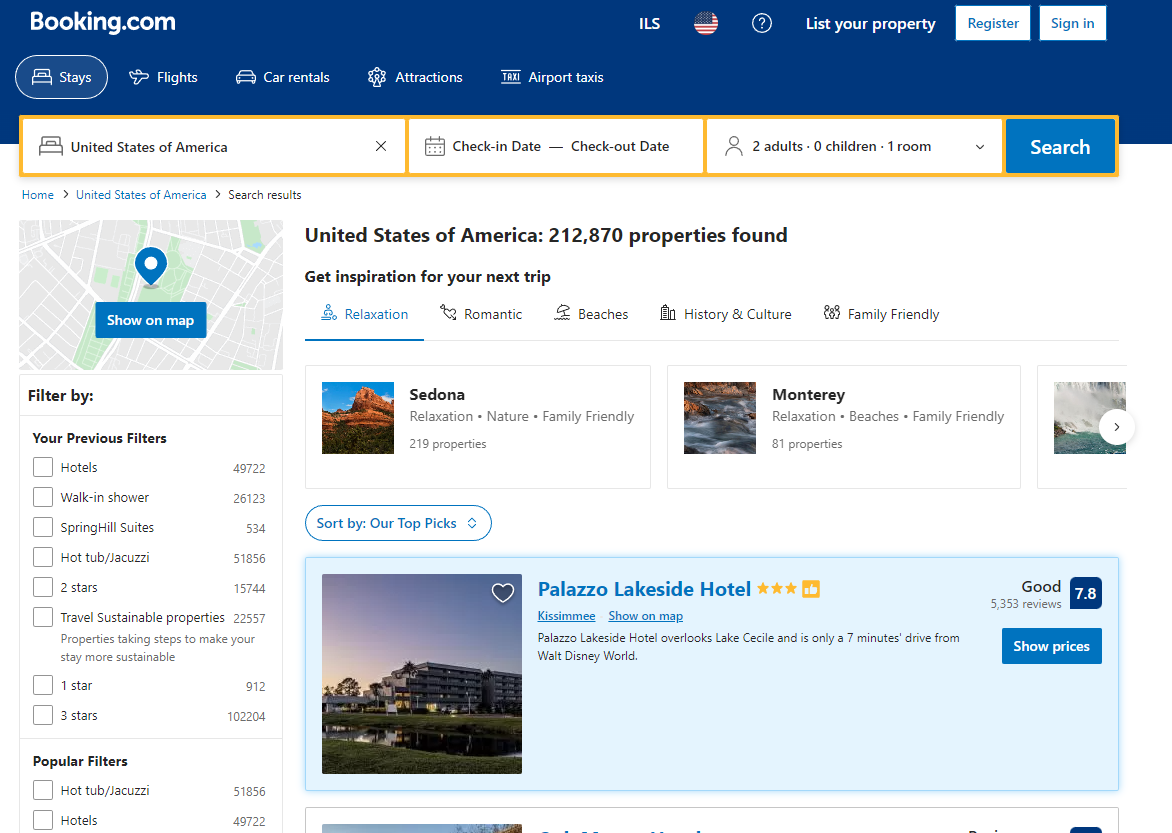 Booking.com
ILS
List your property
Register
Sign in
Stays
Flights
Car rentals
Attractions
TAXI
Airport taxis
United States of America
Check-in Date — Check-out Date
2 adults · 0 children · 1 room
Search
Home
United States of America
Search results
Show on map
Filter by:
Your Previous Filters
Hotels 49722
Walk-in shower 26123
SpringHill Suites 534
Hot tub/Jacuzzi 51856
2 stars 15744
Travel Sustainable properties 22557
Properties taking steps to make your
stay more sustainable
1 star 912
3 stars 102204
Popular Filters
Hot tub/Jacuzzi 51856
Hotels 49722
United States of America: 212,870 properties found
Get inspiration for your next trip
Relaxation
Romantic
Beaches
History & Culture
Family Friendly
Sedona
Relaxation • Nature • Family Friendly
219 properties
Monterey
Relaxation • Beaches • Family Friendly
81 properties
Sort by: Our Top Picks
Palazzo Lakeside Hotel
Kissimmee Show on map
Palazzo Lakeside Hotel overlooks Lake Cecile and is only a 7 minutes' drive from
Walt Disney World.
Good
5,353 reviews
7.8
Show prices